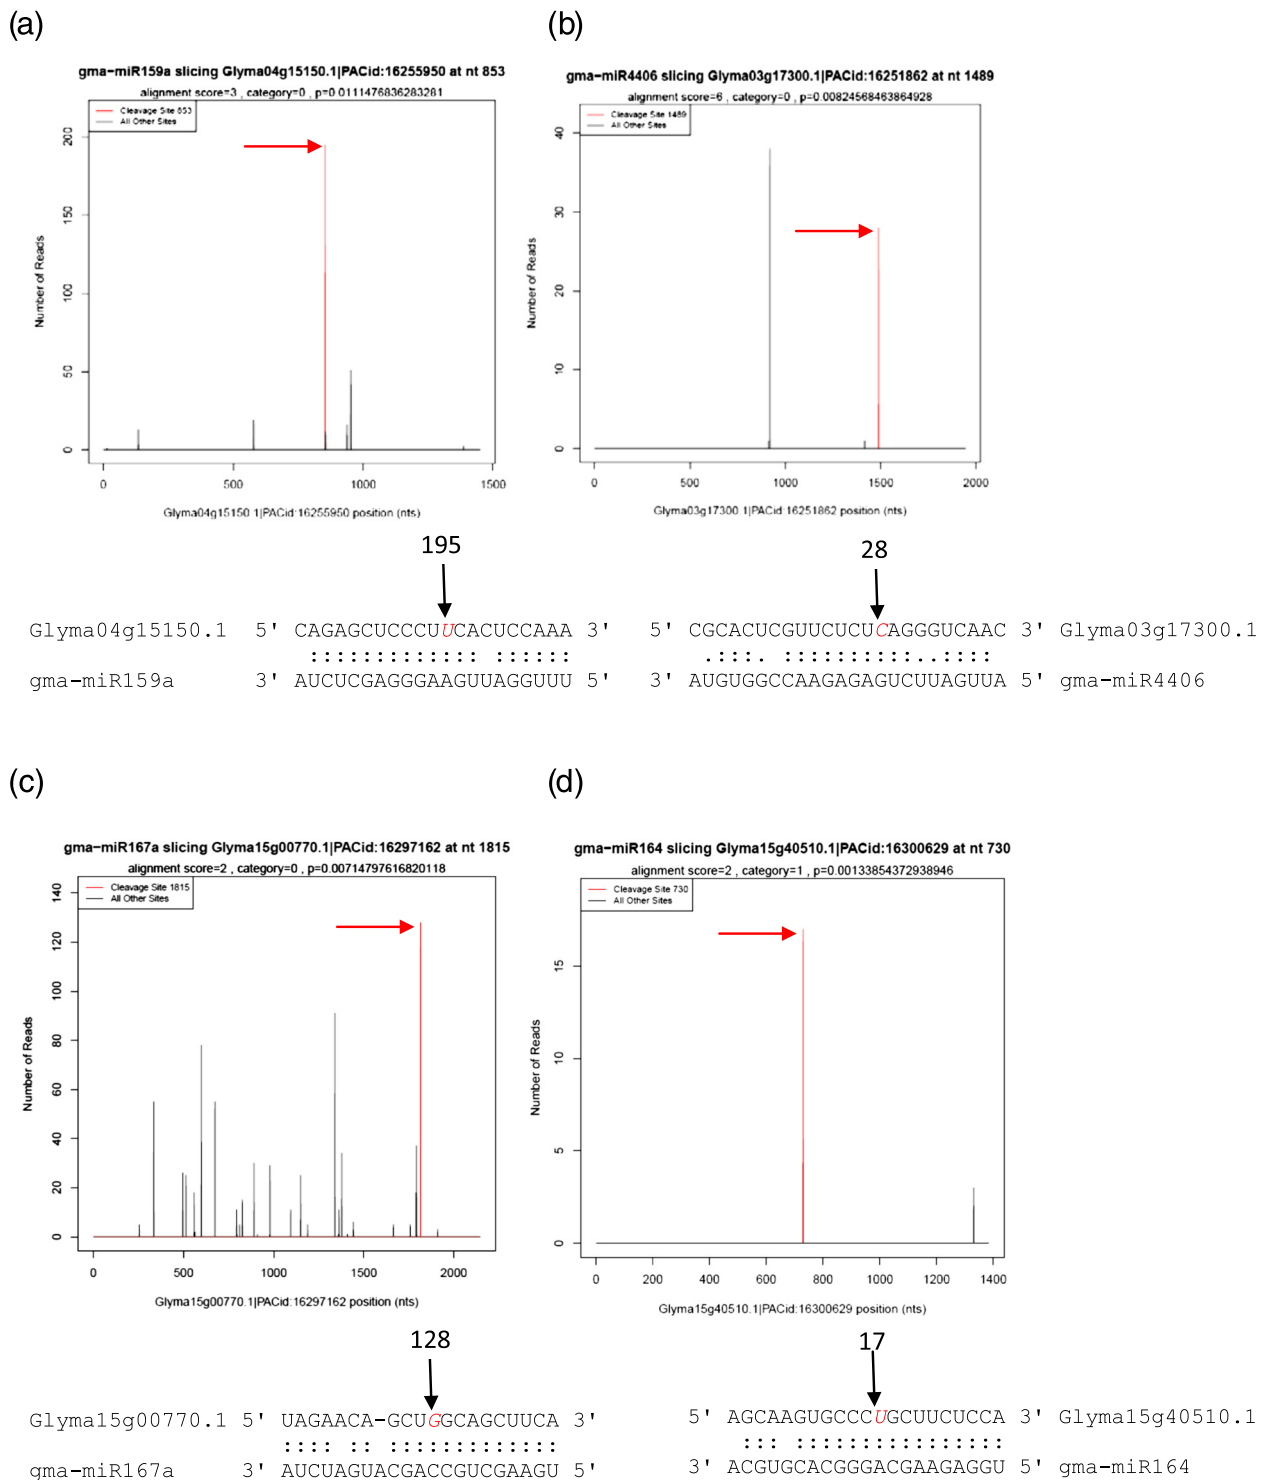 (a)
gma-miR159a slicing Glyma04g15150.1|PACid:16255950 at nt 853
alignment score=3 , category=0 , p=0.0111476836283281
Cleavage Site 853
All Other Sites
Number of Reads
0
50
100
150
200
0
500
1000
1500
Glyma04g15150.1|PACid:16255950 position (nts)
195
Glyma04g15150.1 5' CAGAGCUCCCUUCACUCCAAA 3'
:::::::::::: ::::::
gma-miR159a 3' AUCUCGAGGGAAGUUAGGUUU 5'
(b)
gma-miR4406 slicing Glyma03g17300.1|PACid:16251862 at nt 1489
alignment score=6 , category=0 , p=0.00824568463864928
Cleavage Site 1489
All Other Sites
Number of Reads
0
10
20
30
40
0
500
1000
1500
2000
Glyma03g17300.1|PACid:16251862 position (nts)
28
5' CGCACUCGUUCUCUCAGGGUCAAC 3' Glyma03g17300.1
.:::. ::::::::::..::::
3' AUGUGGCCAAGAGAGUCUUAGUUA 5' gma-miR4406
(c)
gma-miR167a slicing Glyma15g00770.1|PACid:16297162 at nt 1815
alignment score=2 , category=0 , p=0.00714797616820118
Cleavage Site 1815
All Other Sites
Number of Reads
0
20
40
60
80
100
120
140
0
500
1000
1500
2000
Glyma15g00770.1|PACid:16297162 position (nts)
128
Glyma15g00770.1 5' UAGAACA-GCUGGCAGCUUCA 3'
:::: :: :::::::::::::
gma-miR167a 3' AUCUAGUACGACCGUCGAAGU 5'
(d)
gma-miR164 slicing Glyma15g40510.1|PACid:16300629 at nt 730
alignment score=2 , category=1 , p=0.00133854372938946
Cleavage Site 730
All Other Sites
Number of Reads
0
5
10
15
0
200
400
600
800
1000
1200
1400
Glyma15g40510.1|PACid:16300629 position (nts)
17
5' AGCAAGUGCCCUGCUUCUCCA 3' Glyma15g40510.1
::: ::::::::::::::::
3' ACGUGCACGGGACGAAGAGGU 5' gma-miR164